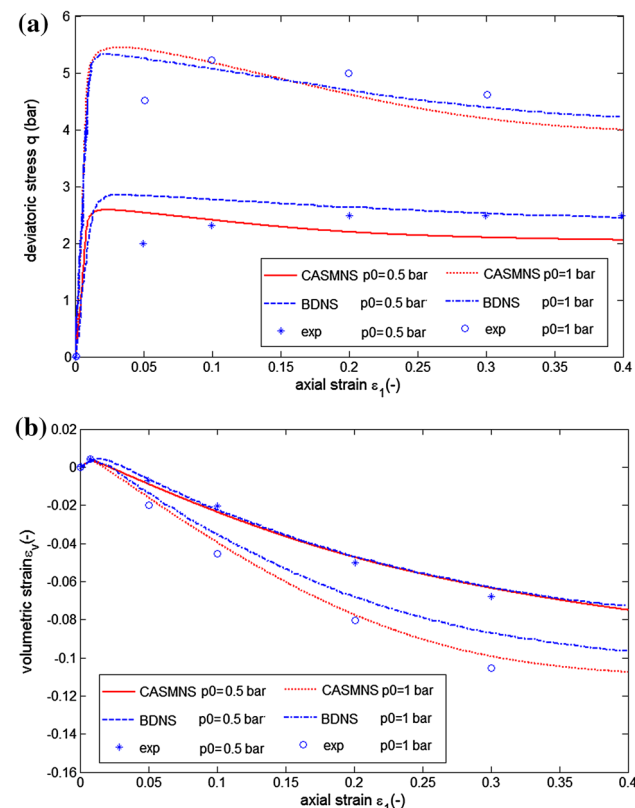 (a)
6
5
4
3
2
1
0
deviatoric stress q (bar)
CASMNS p0=0.5 bar CASMNS p0=1 bar
BDNS p0=0.5 bar BDNS p0=1 bar
exp p0=0.5 bar exp p0=1 bar
0 0.05 0.1 0.15 0.2 0.25 0.3 0.35 0.4
axial strain ε1(-)
(b)
0.02
0
-0.02
-0.04
-0.06
-0.08
-0.1
-0.12
-0.14
-0.16
volumetric strain εv(-)
CASMNS p0=0.5 bar CASMNS p0=1 bar
BDNS p0=0.5 bar BDNS p0=1 bar
exp p0=0.5 bar exp p0=1 bar
0 0.05 0.1 0.15 0.2 0.25 0.3 0.35 0.4
axial strain ε1(-)